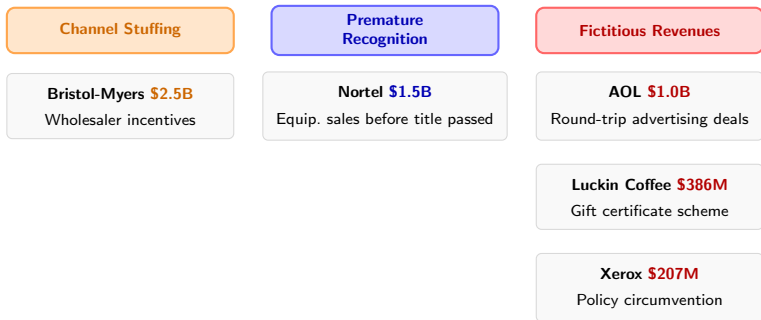 Channel Stuffing
Premature
Recognition
Fictitious Revenues
Bristol-Myers $2.5B
Wholesaler incentives
Nortel $1.5B
Equip. sales before title passed
AOL $1.0B
Round-trip advertising deals
Luckin Coffee $386M
Gift certificate scheme
Xerox $207M
Policy circumvention